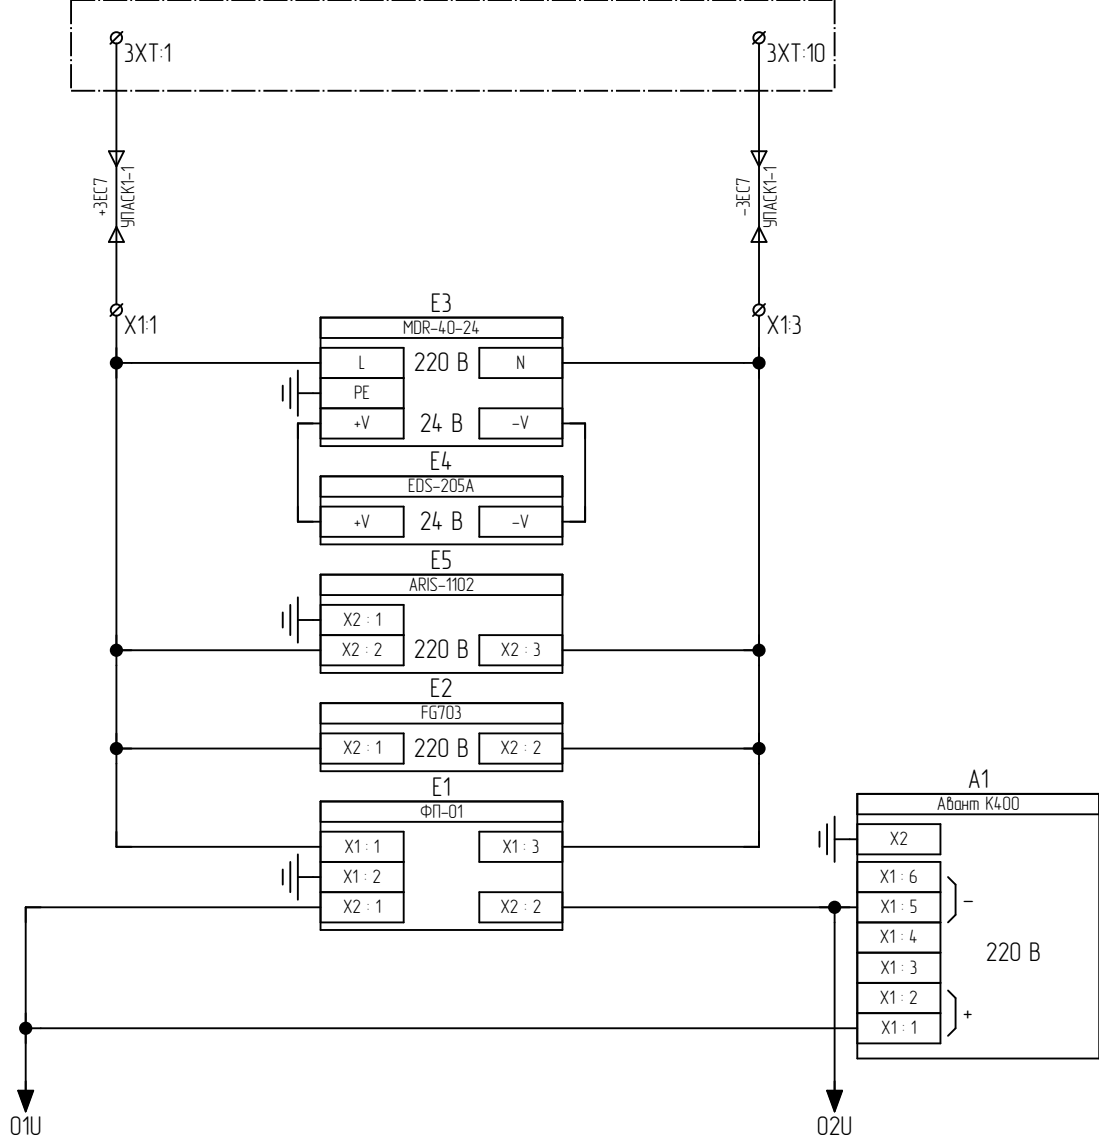 3XT:1
3XT:10
+3ЕС7
УПАСК1-1
-3ЕС7
УПАСК1-1
X1:1
X1:3
E3
MDR-40-24
L
220 В
N
PE
+V
24 В
-V
E4
EDS-205A
+V
24 В
-V
E5
ARIS-1102
X2 : 1
X2 : 2
220 В
X2 : 3
E2
FG703
X2 : 1
220 В
X2 : 2
E1
ФП-01
X1 : 1
X1 : 3
X1 : 2
X2 : 1
X2 : 2
A1
Авант К400
X2
X1 : 6
X1 : 5
-
X1 : 4
X1 : 3
220 В
X1 : 2
X1 : 1
+
01U
02U